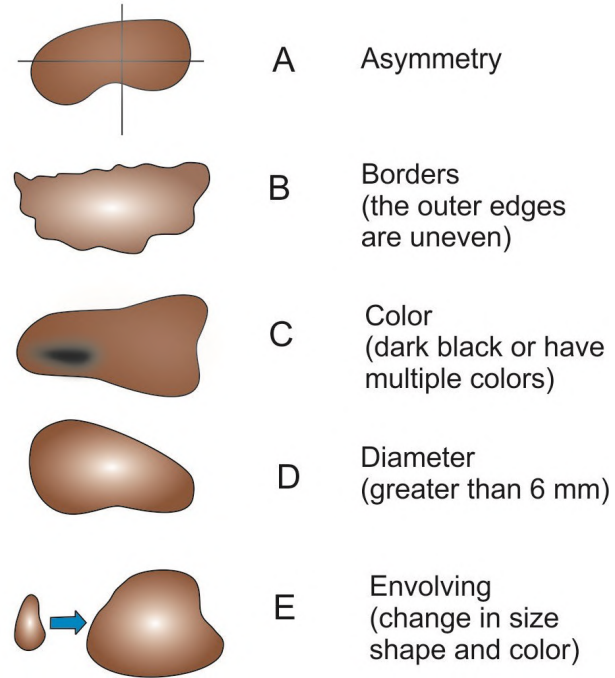 A Asymmetry
B Borders
(the outer edges
are uneven)
C Color
(dark black or have
multiple colors)
D Diameter
(greater than 6 mm)
E Envolving
(change in size
shape and color)